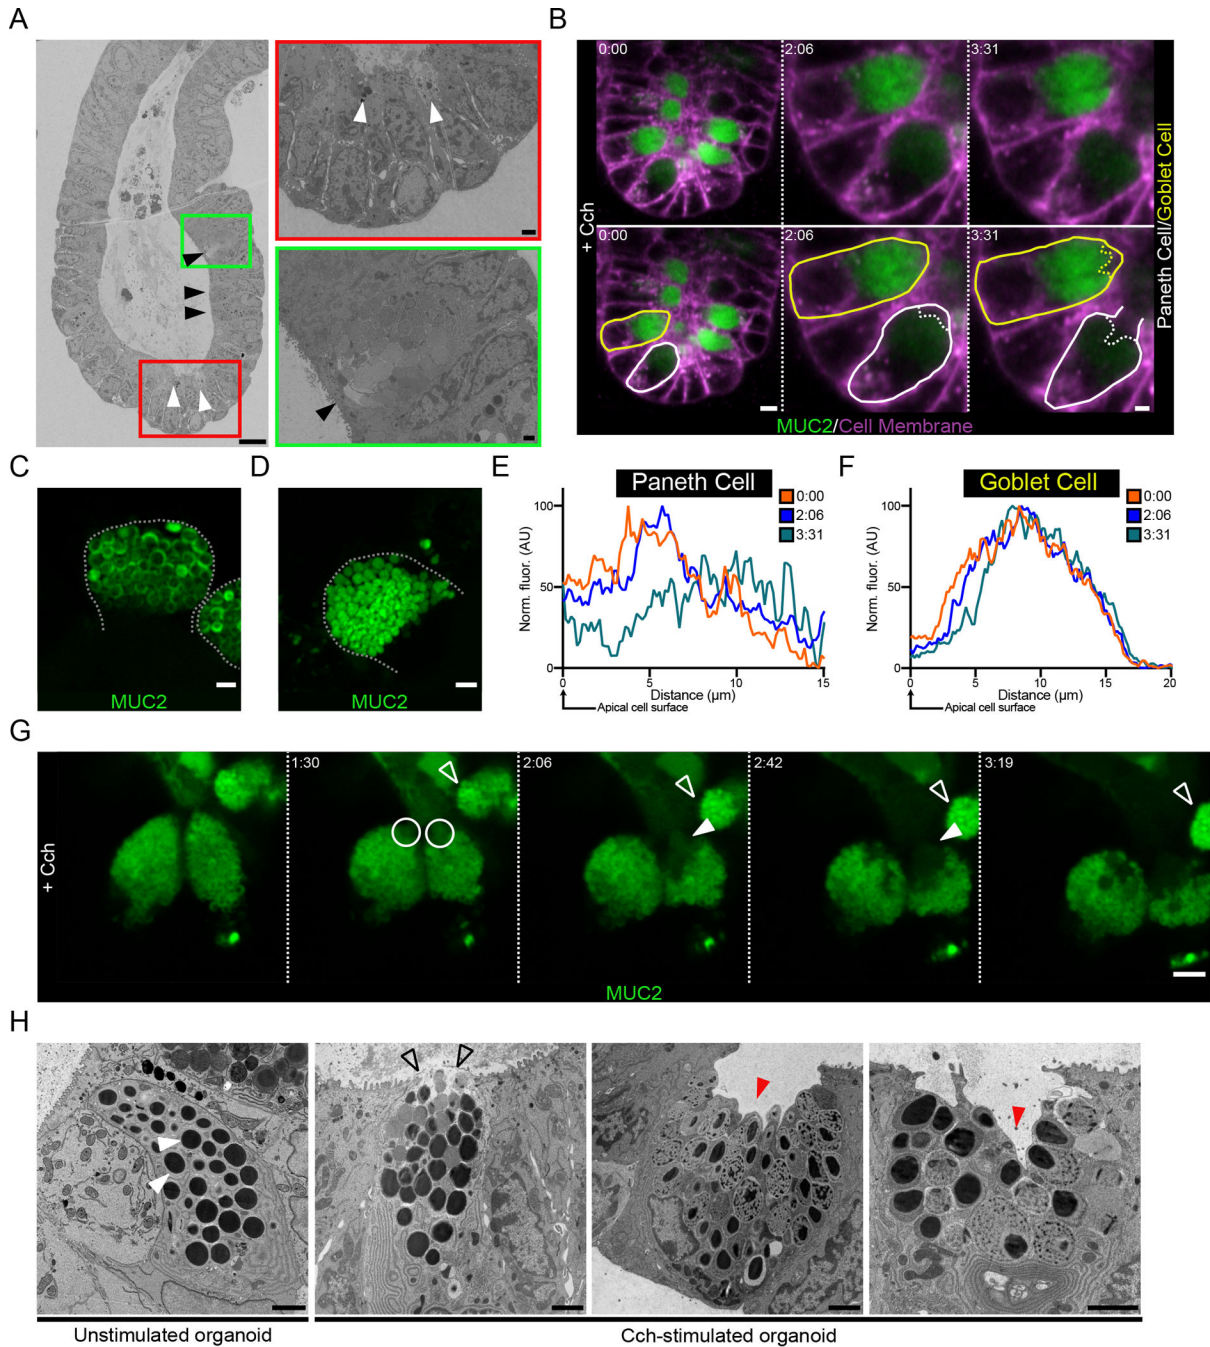 A
B
0:00
2:06
3:31
0:00
2:06
3:31
+ Cch
Paneth Cell/Goblet Cell
MUC2/Cell Membrane
C
MUC2
D
MUC2
E
Paneth Cell
0:00
2:06
3:31
Norm. fluor. (AU)
100
50
0
0
5
10
15
Distance (µm)
Apical cell surface
F
Goblet Cell
0:00
2:06
3:31
Norm. fluor. (AU)
100
50
0
0
5
10
15
20
Distance (µm)
Apical cell surface
G
+ Cch
1:30
2:06
2:42
3:19
MUC2
H
Unstimulated organoid
Cch-stimulated organoid